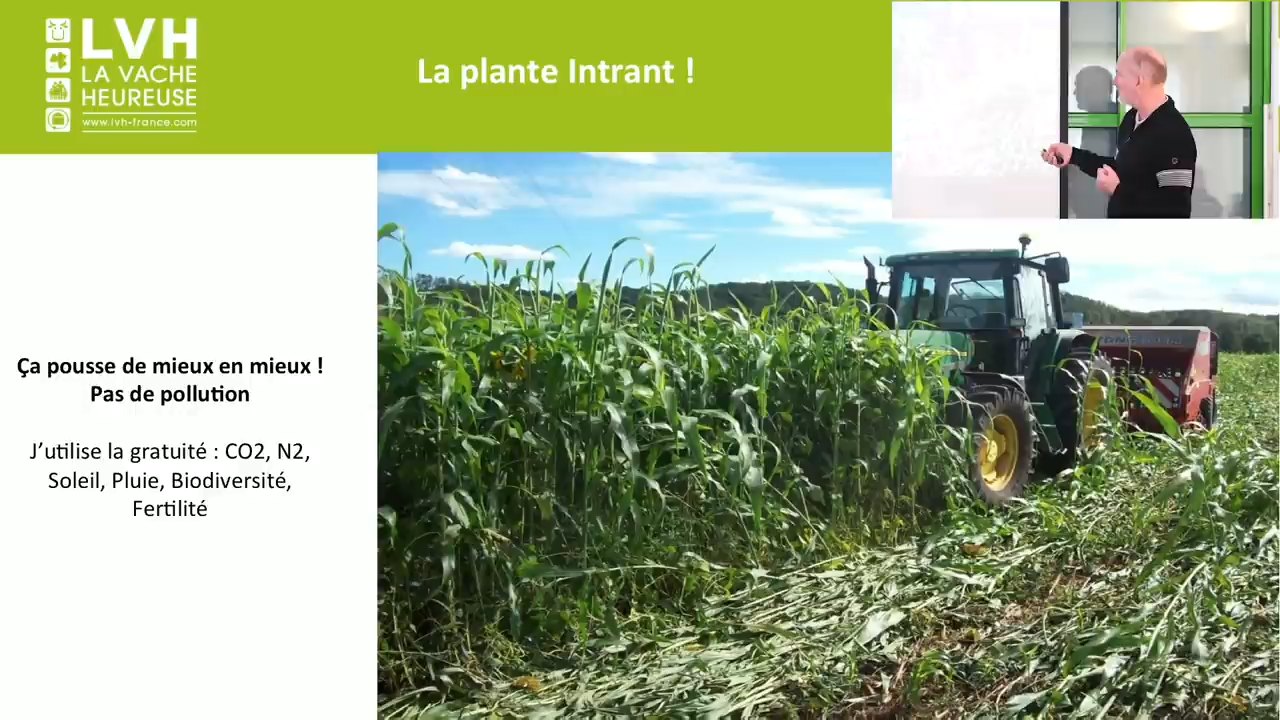 LVH
LA VACHE
HEUREUSE
www.lvh-france.com
La plante Intrant !
Ça pousse de mieux en mieux !
Pas de pollution
J’utilise la gratuité : CO2, N2,
Soleil, Pluie, Biodiversité,
Fertilité